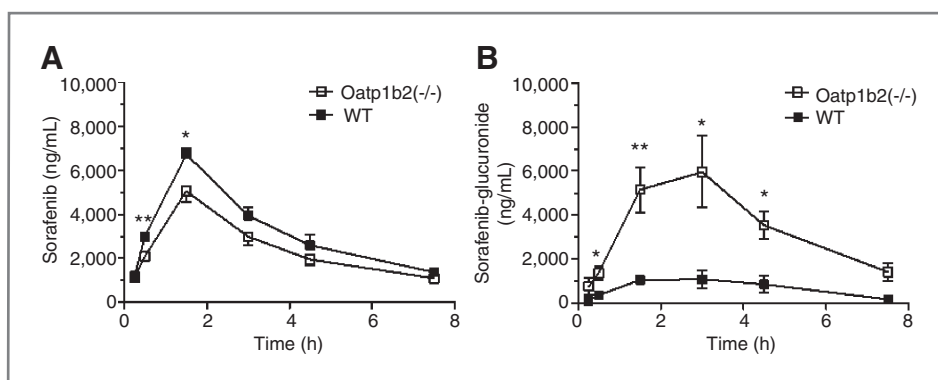 A
B
10,000
8,000
6,000
4,000
2,000
0
Sorafenib (ng/mL)
Oatp1b2(-/-)
WT
**
*
0 2 4 6 8
Time (h)
10,000
8,000
6,000
4,000
2,000
0
Sorafenib-glucuronide
(ng/mL)
Oatp1b2(-/-)
WT
*
**
*
*
0 2 4 6 8
Time (h)